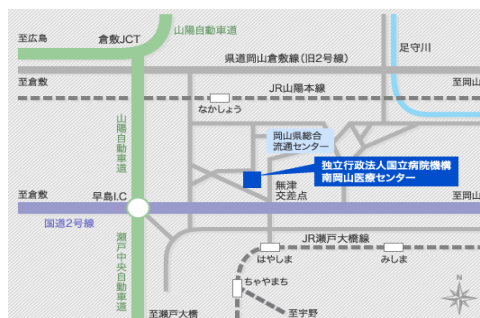 山陽自動車道
至広島
倉敷JCT
足守川
県道岡山倉敷線(旧2号線)
至倉敷
JR山陽本線
至岡山
なかしょう
山陽自動車道
岡山県総合
流通センター
独立行政法人国立病院機構
南岡山医療センター
無津
交差点
至倉敷
早島I.C
至岡山
国道2号線
瀬戸中央自動車道
JR瀬戸大橋線
はやしま
みしま
ちゃやまち
至瀬戸大橋
至宇野
N